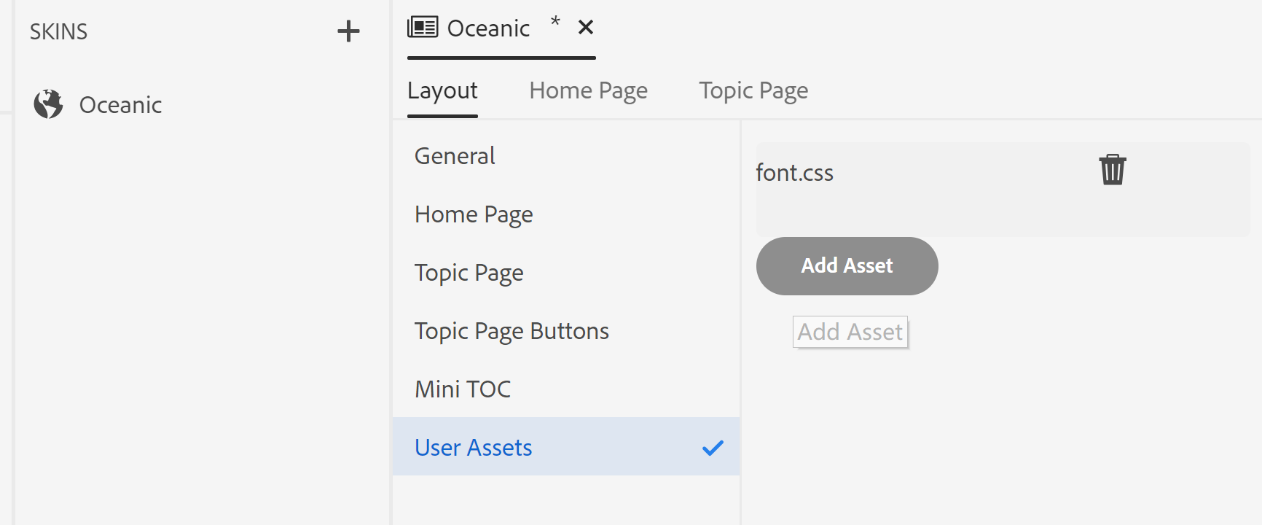 SKINS
Oceanic
Oceanic *
Layout Home Page Topic Page
General
Home Page
Topic Page
Topic Page Buttons
Mini TOC
User Assets
font.css
Add Asset
Add Asset